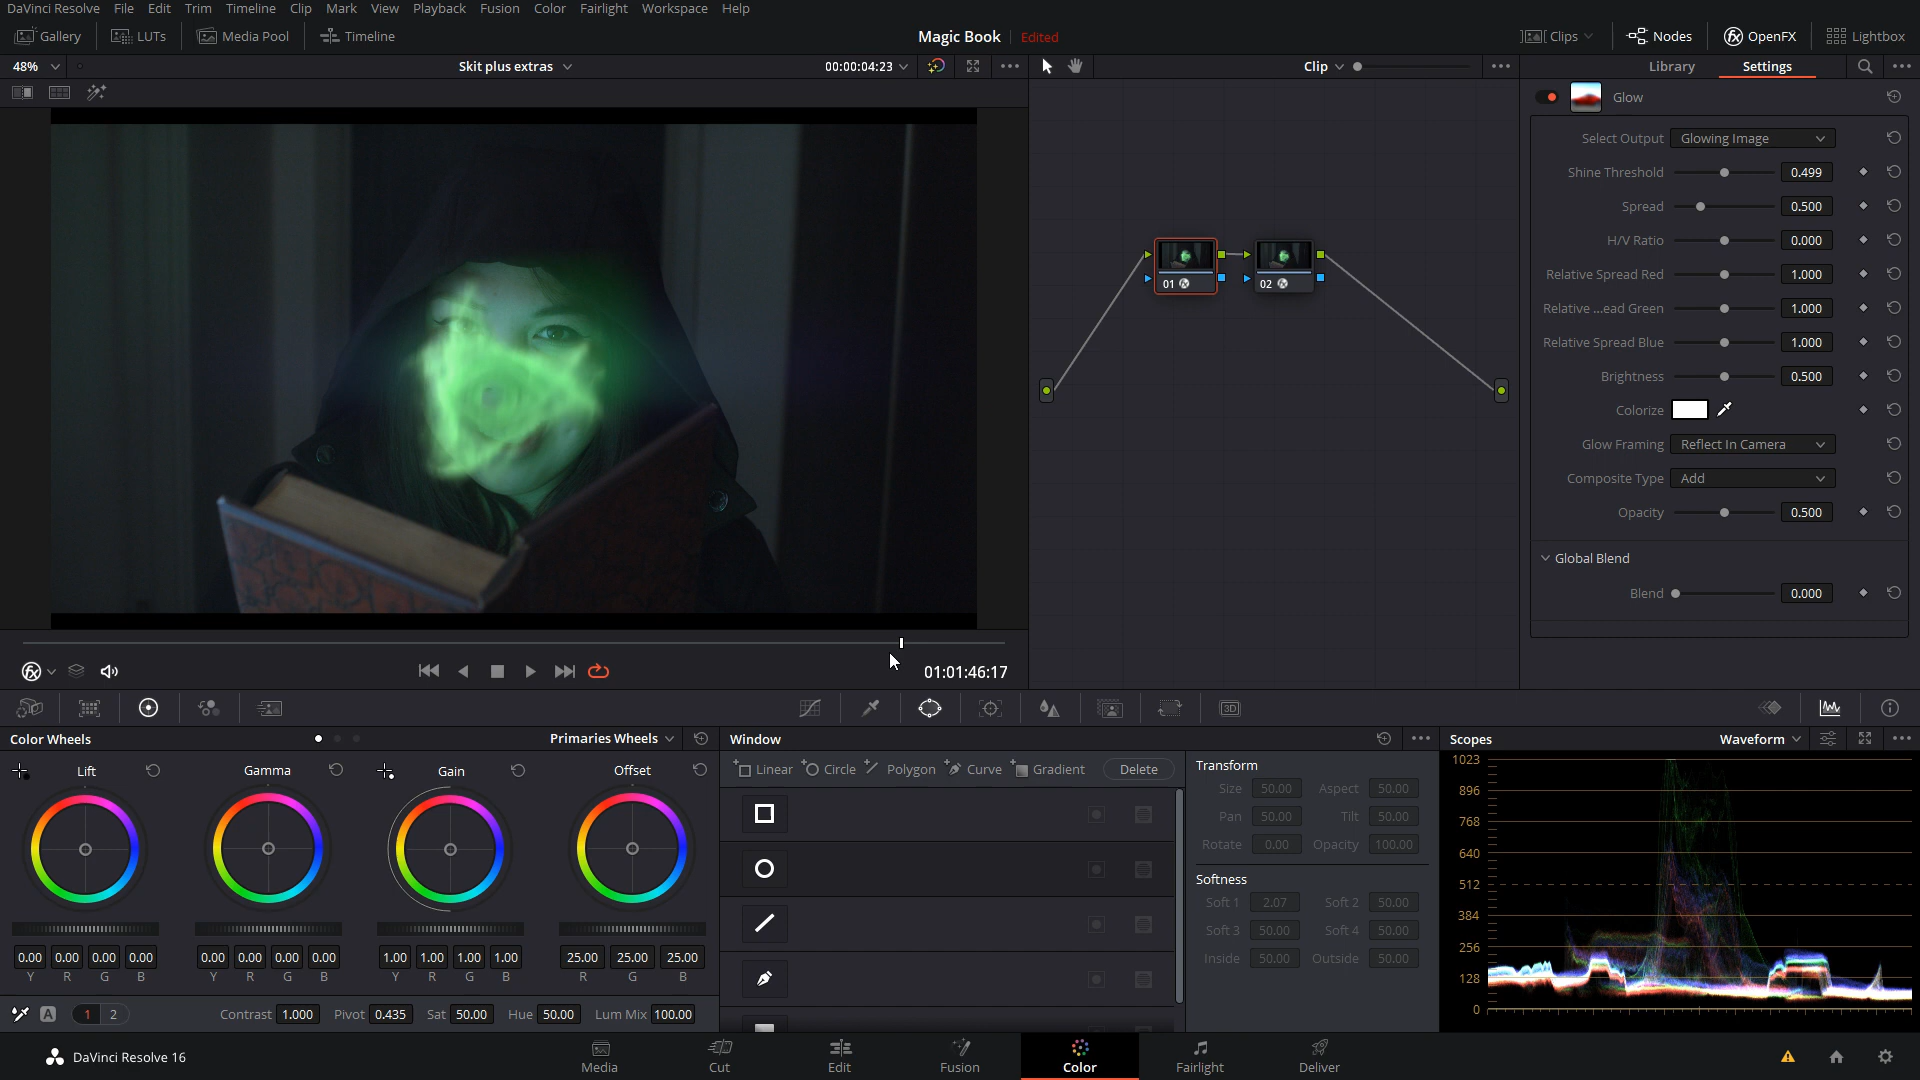 DaVinci Resolve File Edit Trim Timeline Clip Mark View Playback Fusion Color Fairlight Workspace Help
Gallery LUTs Media Pool Timeline Magic Book Edited Clips Nodes OpenFX Lightbox
48% Skit plus extras 00:00:04:23 Clip Library Settings
Glow
Select Output Glowing Image
Shine Threshold 0.499
Spread 0.500
H/V Ratio 0.000
Relative Spread Red 1.000
Relative ...ead Green 1.000
Relative Spread Blue 1.000
Brightness 0.500
Colorize
Glow Framing Reflect In Camera
Composite Type Add
Opacity 0.500
Global Blend
Blend 0.000
01 02
01:01:46:17
3D
Color Wheels Primaries Wheels Window Scopes Waveform
Lift Gamma Gain Offset
0.00 0.00 0.00 0.00 0.00 0.00 0.00 0.00 1.00 1.00 1.00 1.00 25.00 25.00 25.00
Y R G B Y R G B Y R G B R G B
A 1 2 Contrast 1.000 Pivot 0.435 Sat 50.00 Hue 50.00 Lum Mix 100.00
Linear Circle Polygon Curve Gradient Delete
Transform
Size 50.00 Aspect 50.00
Pan 50.00 Tilt 50.00
Rotate 0.00 Opacity 100.00
Softness
Soft 1 2.07 Soft 2 50.00
Soft 3 50.00 Soft 4 50.00
Inside 50.00 Outside 50.00
1023
896
768
640
512
384
256
128
0
DaVinci Resolve 16 Media Cut Edit Fusion Color Fairlight Deliver